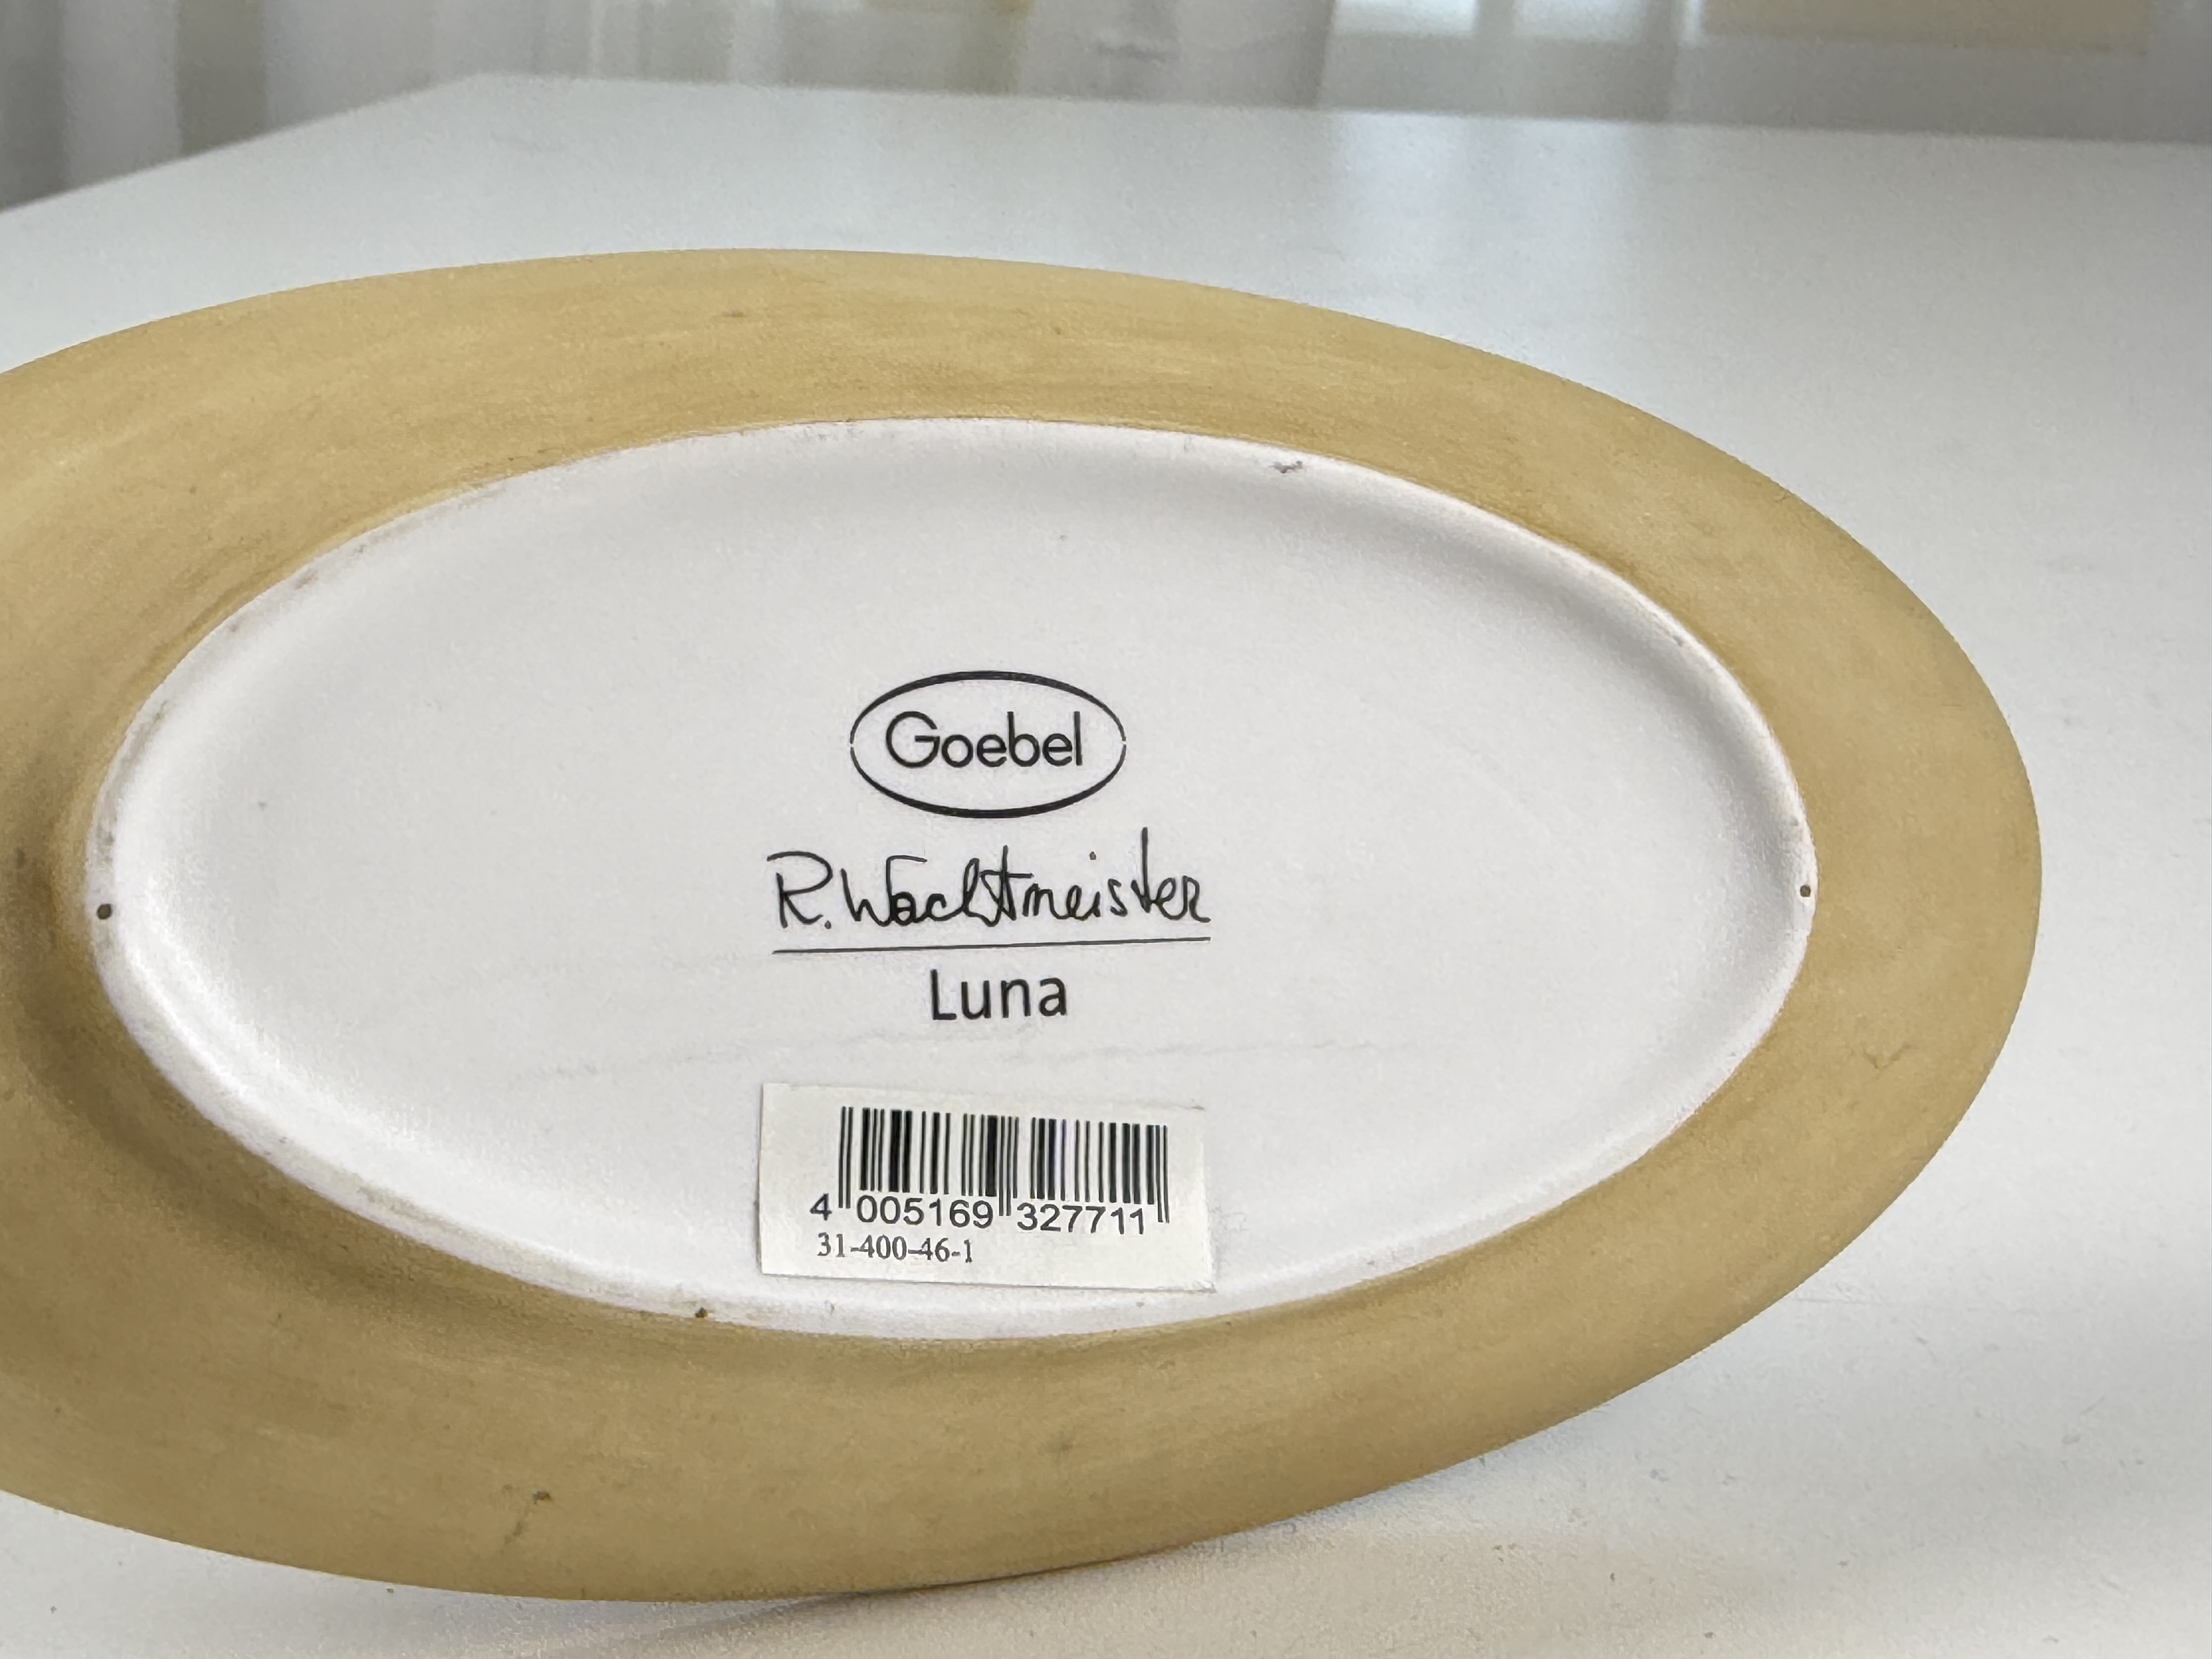 Goebel
R. Wachtmeister
Luna
4 005169 327711
31-400-46-1